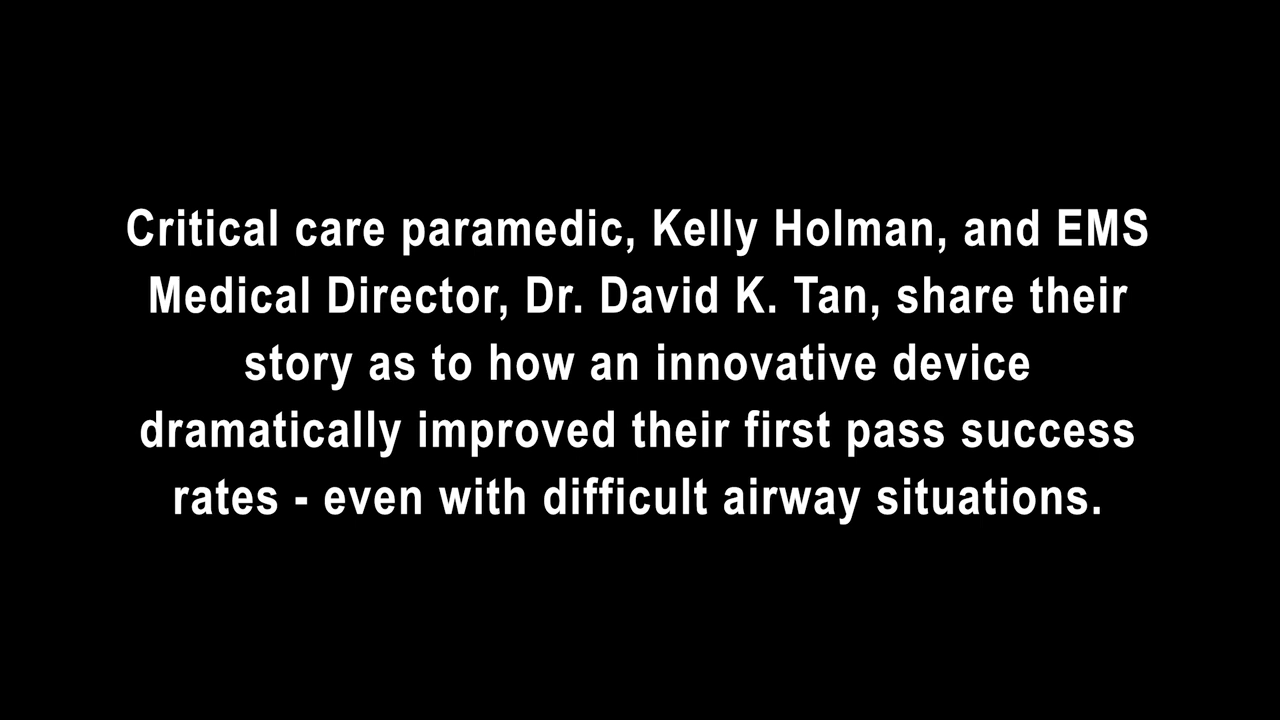 Critical care paramedic, Kelly Holman, and EMS
Medical Director, Dr. David K. Tan, share their
story as to how an innovative device
dramatically improved their first pass success
rates - even with difficult airway situations.